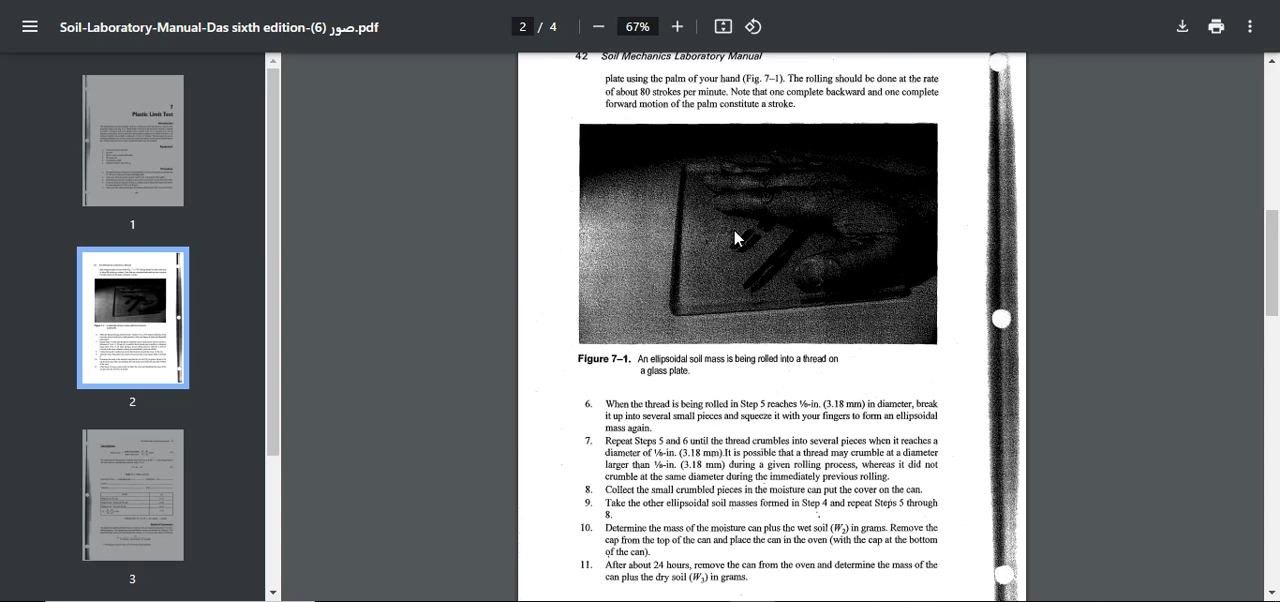 Soil-Laboratory-Manual-Das sixth edition-(6) صور.pdf
2 / 4
67%
1
2
3
42 Soil Mechanics Laboratory Manual
plate using the palm of your hand (Fig. 7–1). The rolling should be done at the rate
of about 80 strokes per minute. Note that one complete backward and one complete
forward motion of the palm constitute a stroke.
Figure 7–1. An ellipsoidal soil mass is being rolled into a thread on
a glass plate.
6. When the thread is being rolled in Step 5 reaches ⅛-in. (3.18 mm) in diameter, break
it up into several small pieces and squeeze it with your fingers to form an ellipsoidal
mass again.
7. Repeat Steps 5 and 6 until the thread crumbles into several pieces when it reaches a
diameter of ⅛-in. (3.18 mm).It is possible that a thread may crumble at a diameter
larger than ⅛-in. (3.18 mm) during a given rolling process, whereas it did not
crumble at the same diameter during the immediately previous rolling.
8. Collect the small crumbled pieces in the moisture can put the cover on the can.
9. Take the other ellipsoidal soil masses formed in Step 4 and repeat Steps 5 through
8.
10. Determine the mass of the moisture can plus the wet soil (W₂) in grams. Remove the
cap from the top of the can and place the can in the oven (with the cap at the bottom
of the can).
11. After about 24 hours, remove the can from the oven and determine the mass of the
can plus the dry soil (W₃) in grams.
7
Plastic Limit Test